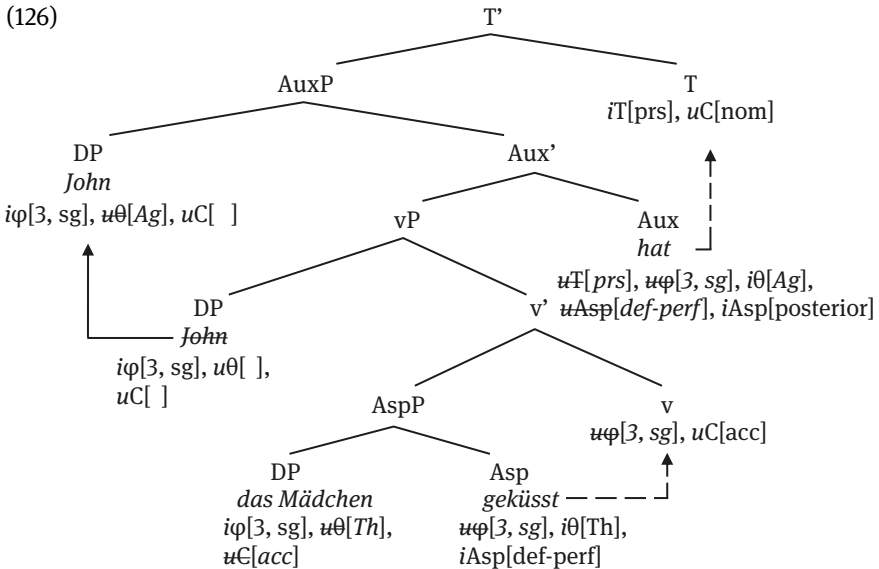 (126)
T’
AuxP
T
iT[prs], uC[nom]
DP
John
iφ[3, sg], uθ[Ag], uC[ ]
Aux’
vP
Aux
hat
uT[prs], uφ[3, sg], iθ[Ag],
uAsp[def-perf], iAsp[posterior]
DP
John
iφ[3, sg], uθ[ ],
uC[ ]
v’
AspP
v
uφ[3, sg], uC[acc]
DP
das Mädchen
iφ[3, sg], uθ[Th],
uC[acc]
Asp
geküsst
uφ[3, sg], iθ[Th],
iAsp[def-perf]